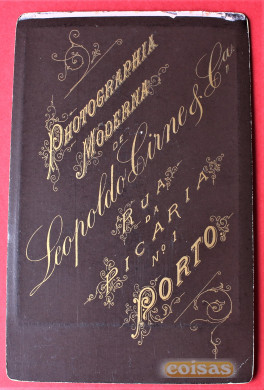 PHOTOGRAPHIA
MODERNA
DE
Leopoldo Cirne & Ca.
RUA
DA
PICARIA
No 1
PORTO
coisas